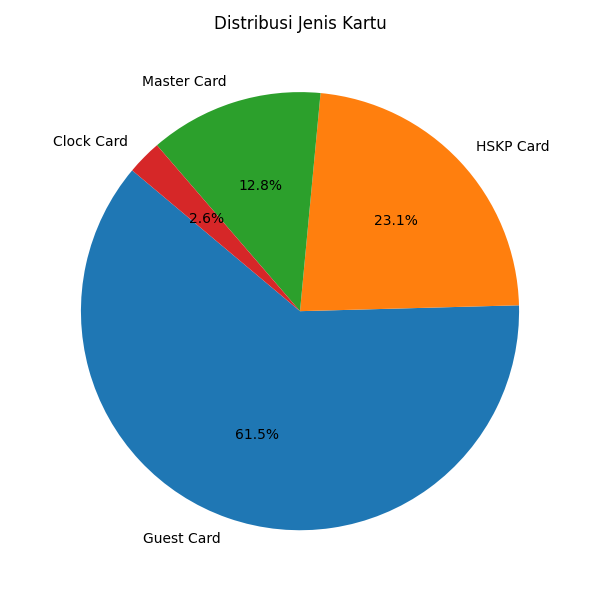 Distribusi Jenis Kartu
Master Card
Clock Card
HSKP Card
12.8%
2.6%
23.1%
61.5%
Guest Card